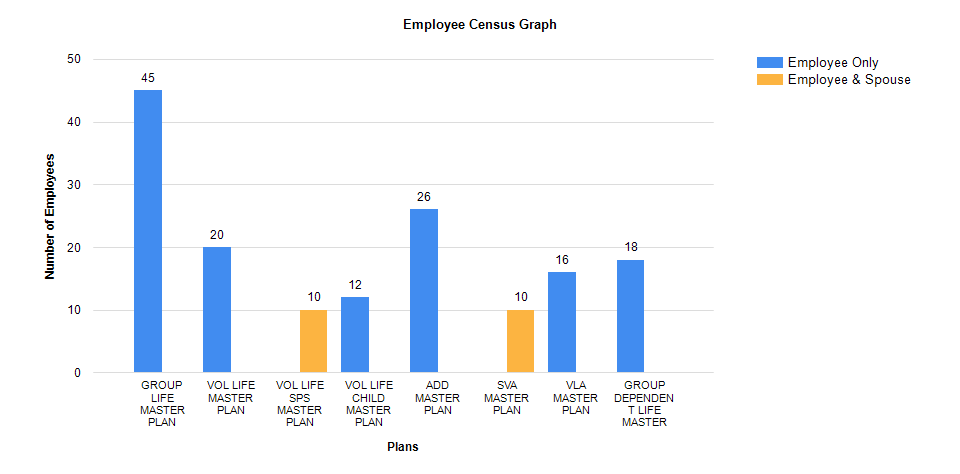 Employee Census Graph
Employee Only
Employee & Spouse
Number of Employees
50
40
30
20
10
0
45
20
10
12
26
10
16
18
GROUP
LIFE
MASTER
PLAN
VOL LIFE
MASTER
PLAN
VOL LIFE
SPS
MASTER
PLAN
VOL LIFE
CHILD
MASTER
PLAN
ADD
MASTER
PLAN
SVA
MASTER
PLAN
VLA
MASTER
PLAN
GROUP
DEPENDEN
T LIFE
MASTER
Plans